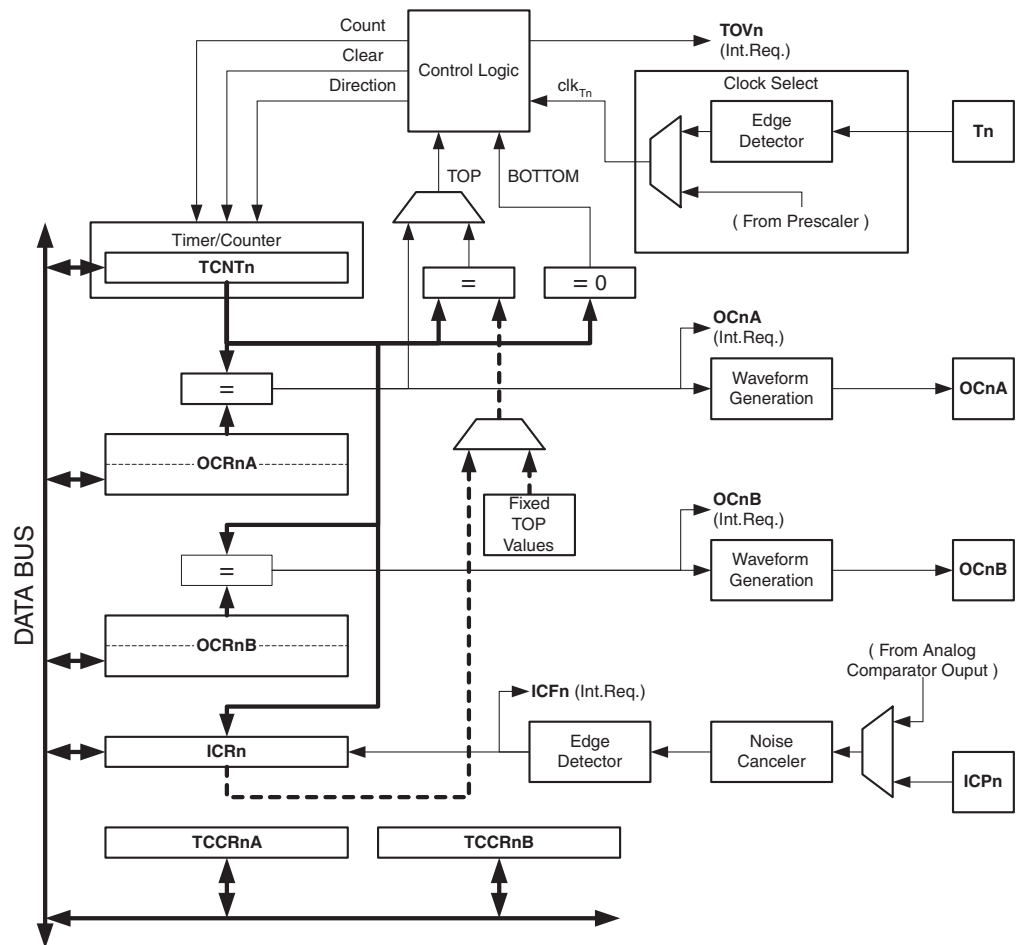 Count
Clear
Direction
Control Logic
TOVn
(Int.Req.)
clkTn
Clock Select
Edge
Detector
Tn
( From Prescaler )
TOP
BOTTOM
Timer/Counter
TCNTn
=
= 0
OCnA
(Int.Req.)
=
Waveform
Generation
OCnA
OCRnA
Fixed
TOP
Values
OCnB
(Int.Req.)
=
Waveform
Generation
OCnB
DATA BUS
OCRnB
( From Analog
Comparator Ouput )
ICFn (Int.Req.)
ICRn
Edge
Detector
Noise
Canceler
ICPn
TCCRnA
TCCRnB